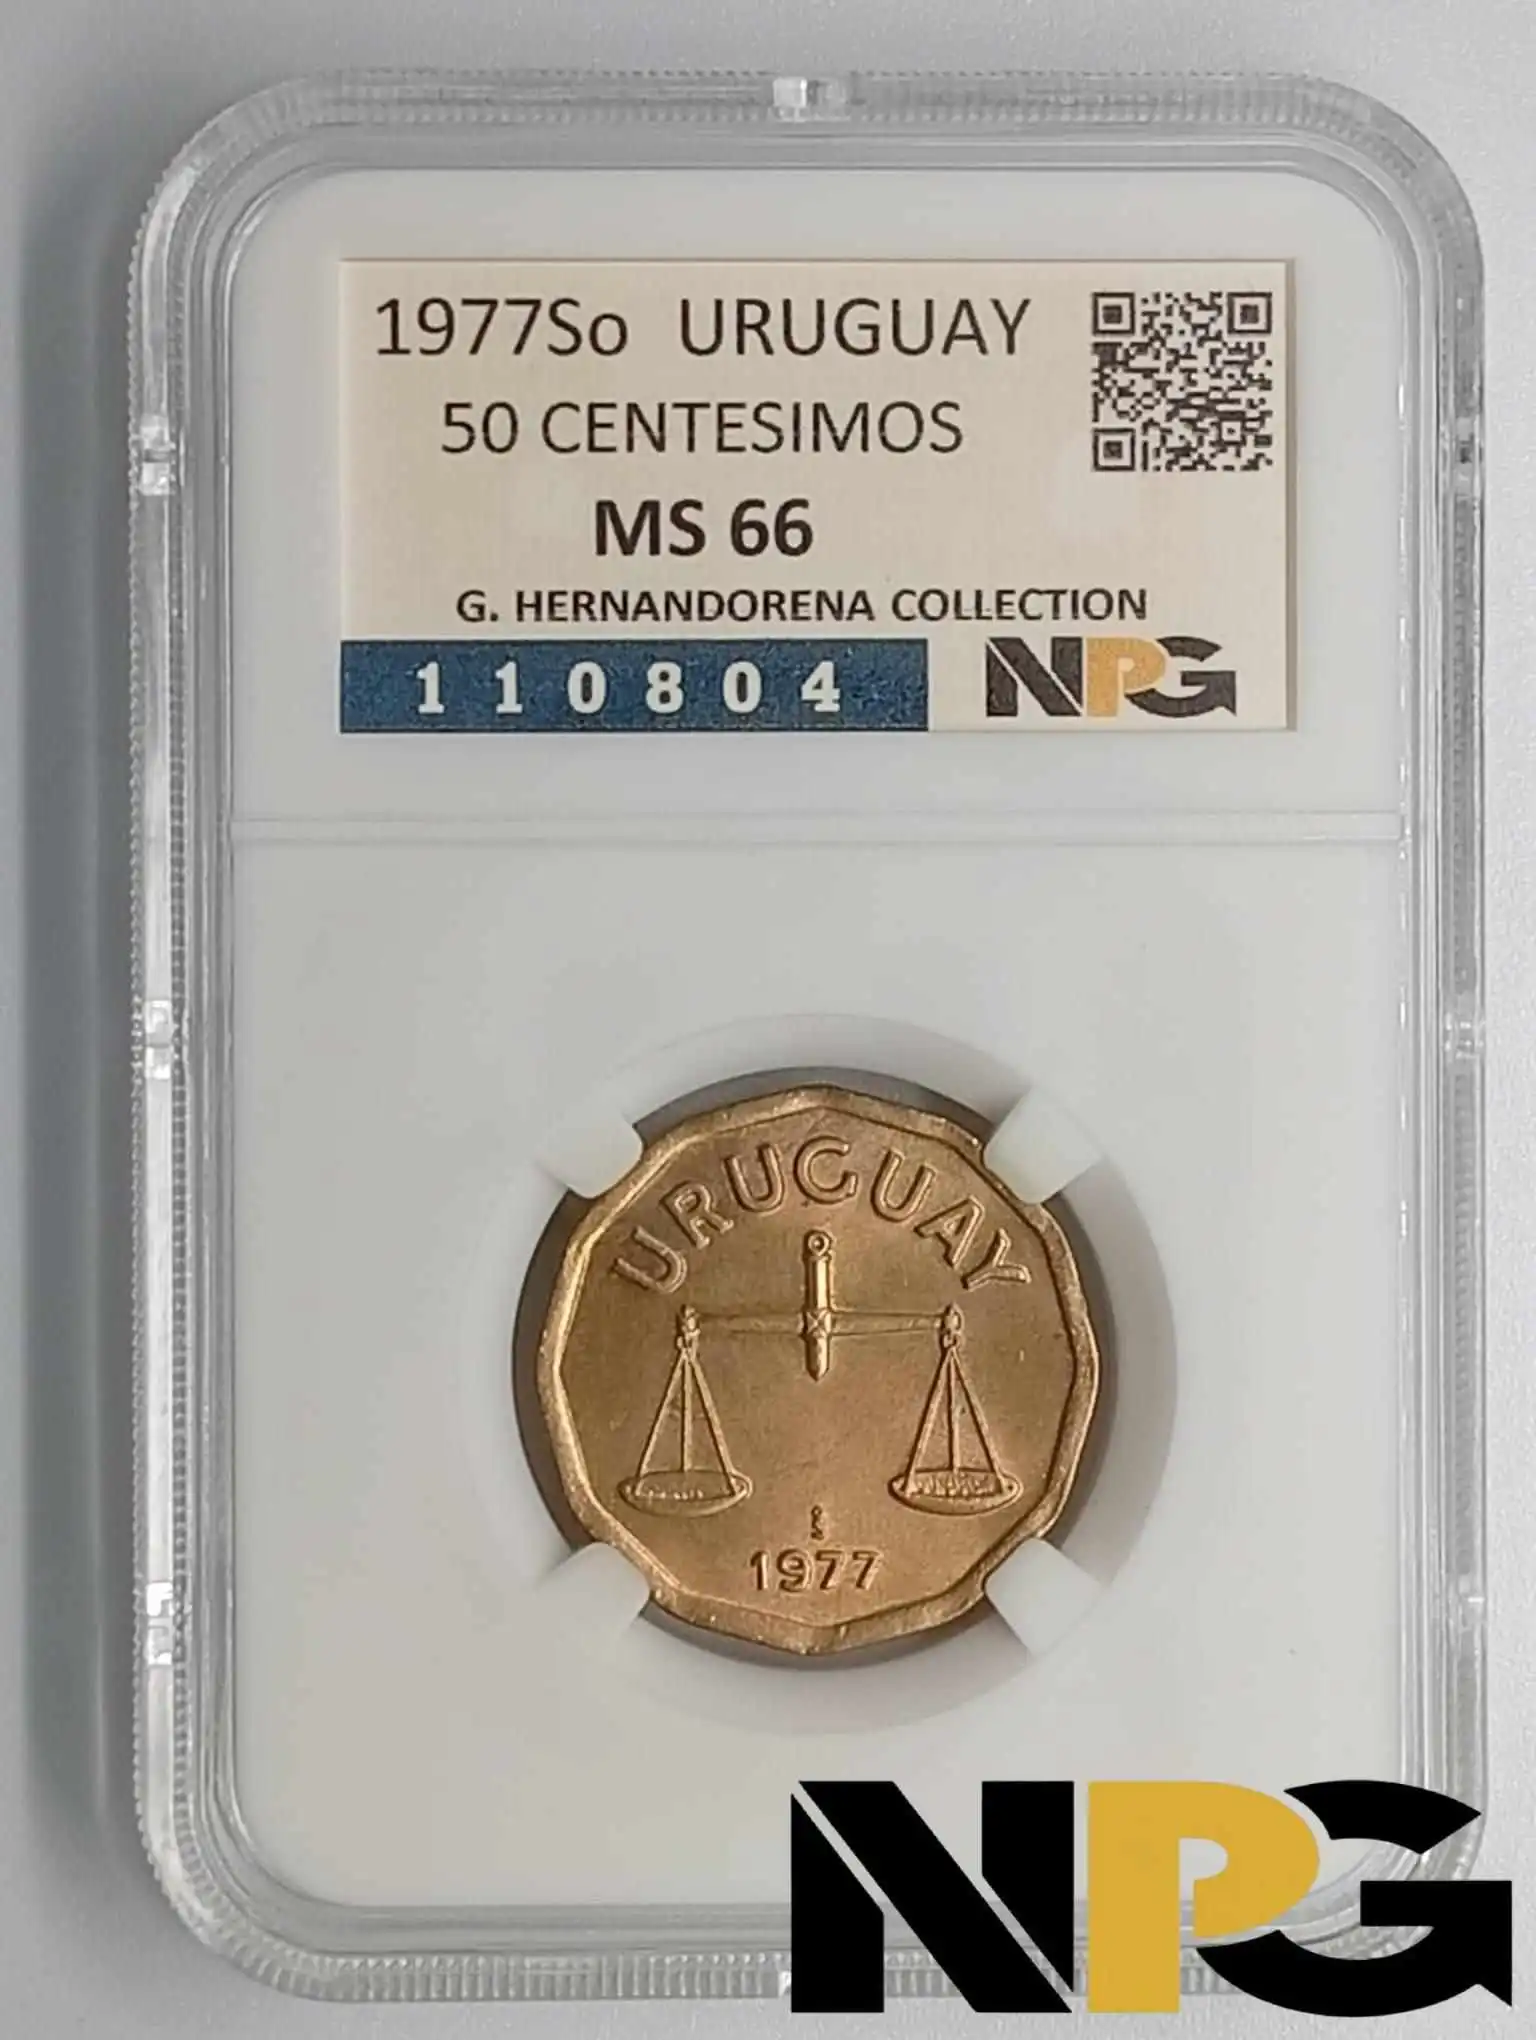 1977So URUGUAY
50 CENTESIMOS
MS 66
G. HERNANDORENA COLLECTION
110804 NPG
URUGUAY
1977
NPG